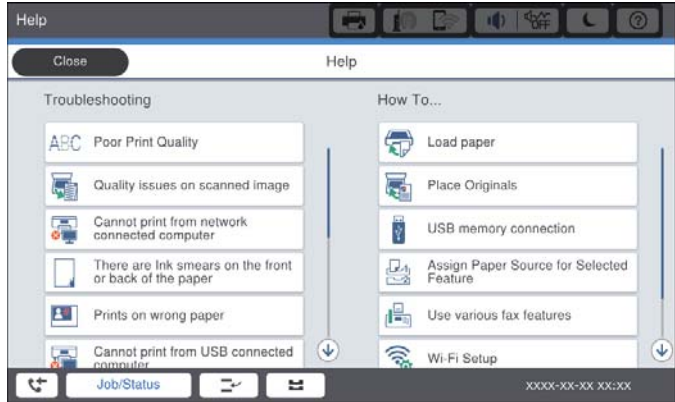 Help
OFF
Close
Help
Troubleshooting
How To...
ABC
Poor Print Quality
Load paper
Quality issues on scanned image
Place Originals
Cannot print from network
connected computer
USB memory connection
There are Ink smears on the front
or back of the paper
Assign Paper Source for Selected
Feature
Prints on wrong paper
Use various fax features
Cannot print from USB connected
computer
Wi-Fi Setup
Job/Status
XXXX-XX-XX XX:XX